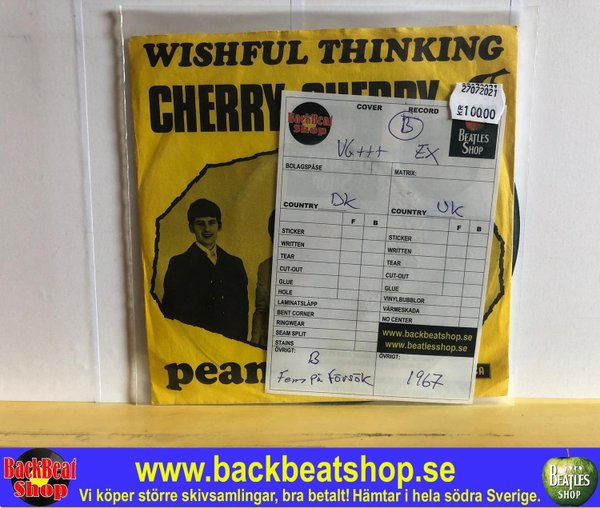 WISHFUL THINKING
CHERRY CHERRY
27072021
KR 100.00
COVER
RECORD
BackBeat
Shop
B
BEATLES
SHOP
VG+++
EX
BOLAGSPÅSE
MATRIX:
COUNTRY DK
COUNTRY UK
F B
F B
STICKER
WRITTEN
TEAR
CUT-OUT
GLUE
HOLE
LAMINATSLÄPP
BENT CORNER
RINGWEAR
SEAM SPLIT
STAINS
ÖVRIGT:
B
STICKER
WRITTEN
TEAR
CUT-OUT
GLUE
VINYLBUBBLOR
VÄRMESKADA
NO CENTER
www.backbeatshop.se
www.beatlesshop.se
ÖVRIGT:
1967
pean
BackBeat
Shop
www.backbeatshop.se
Vi köper större skivsamlingar, bra betalt! Hämtar i hela södra Sverige.
BEATLES
SHOP